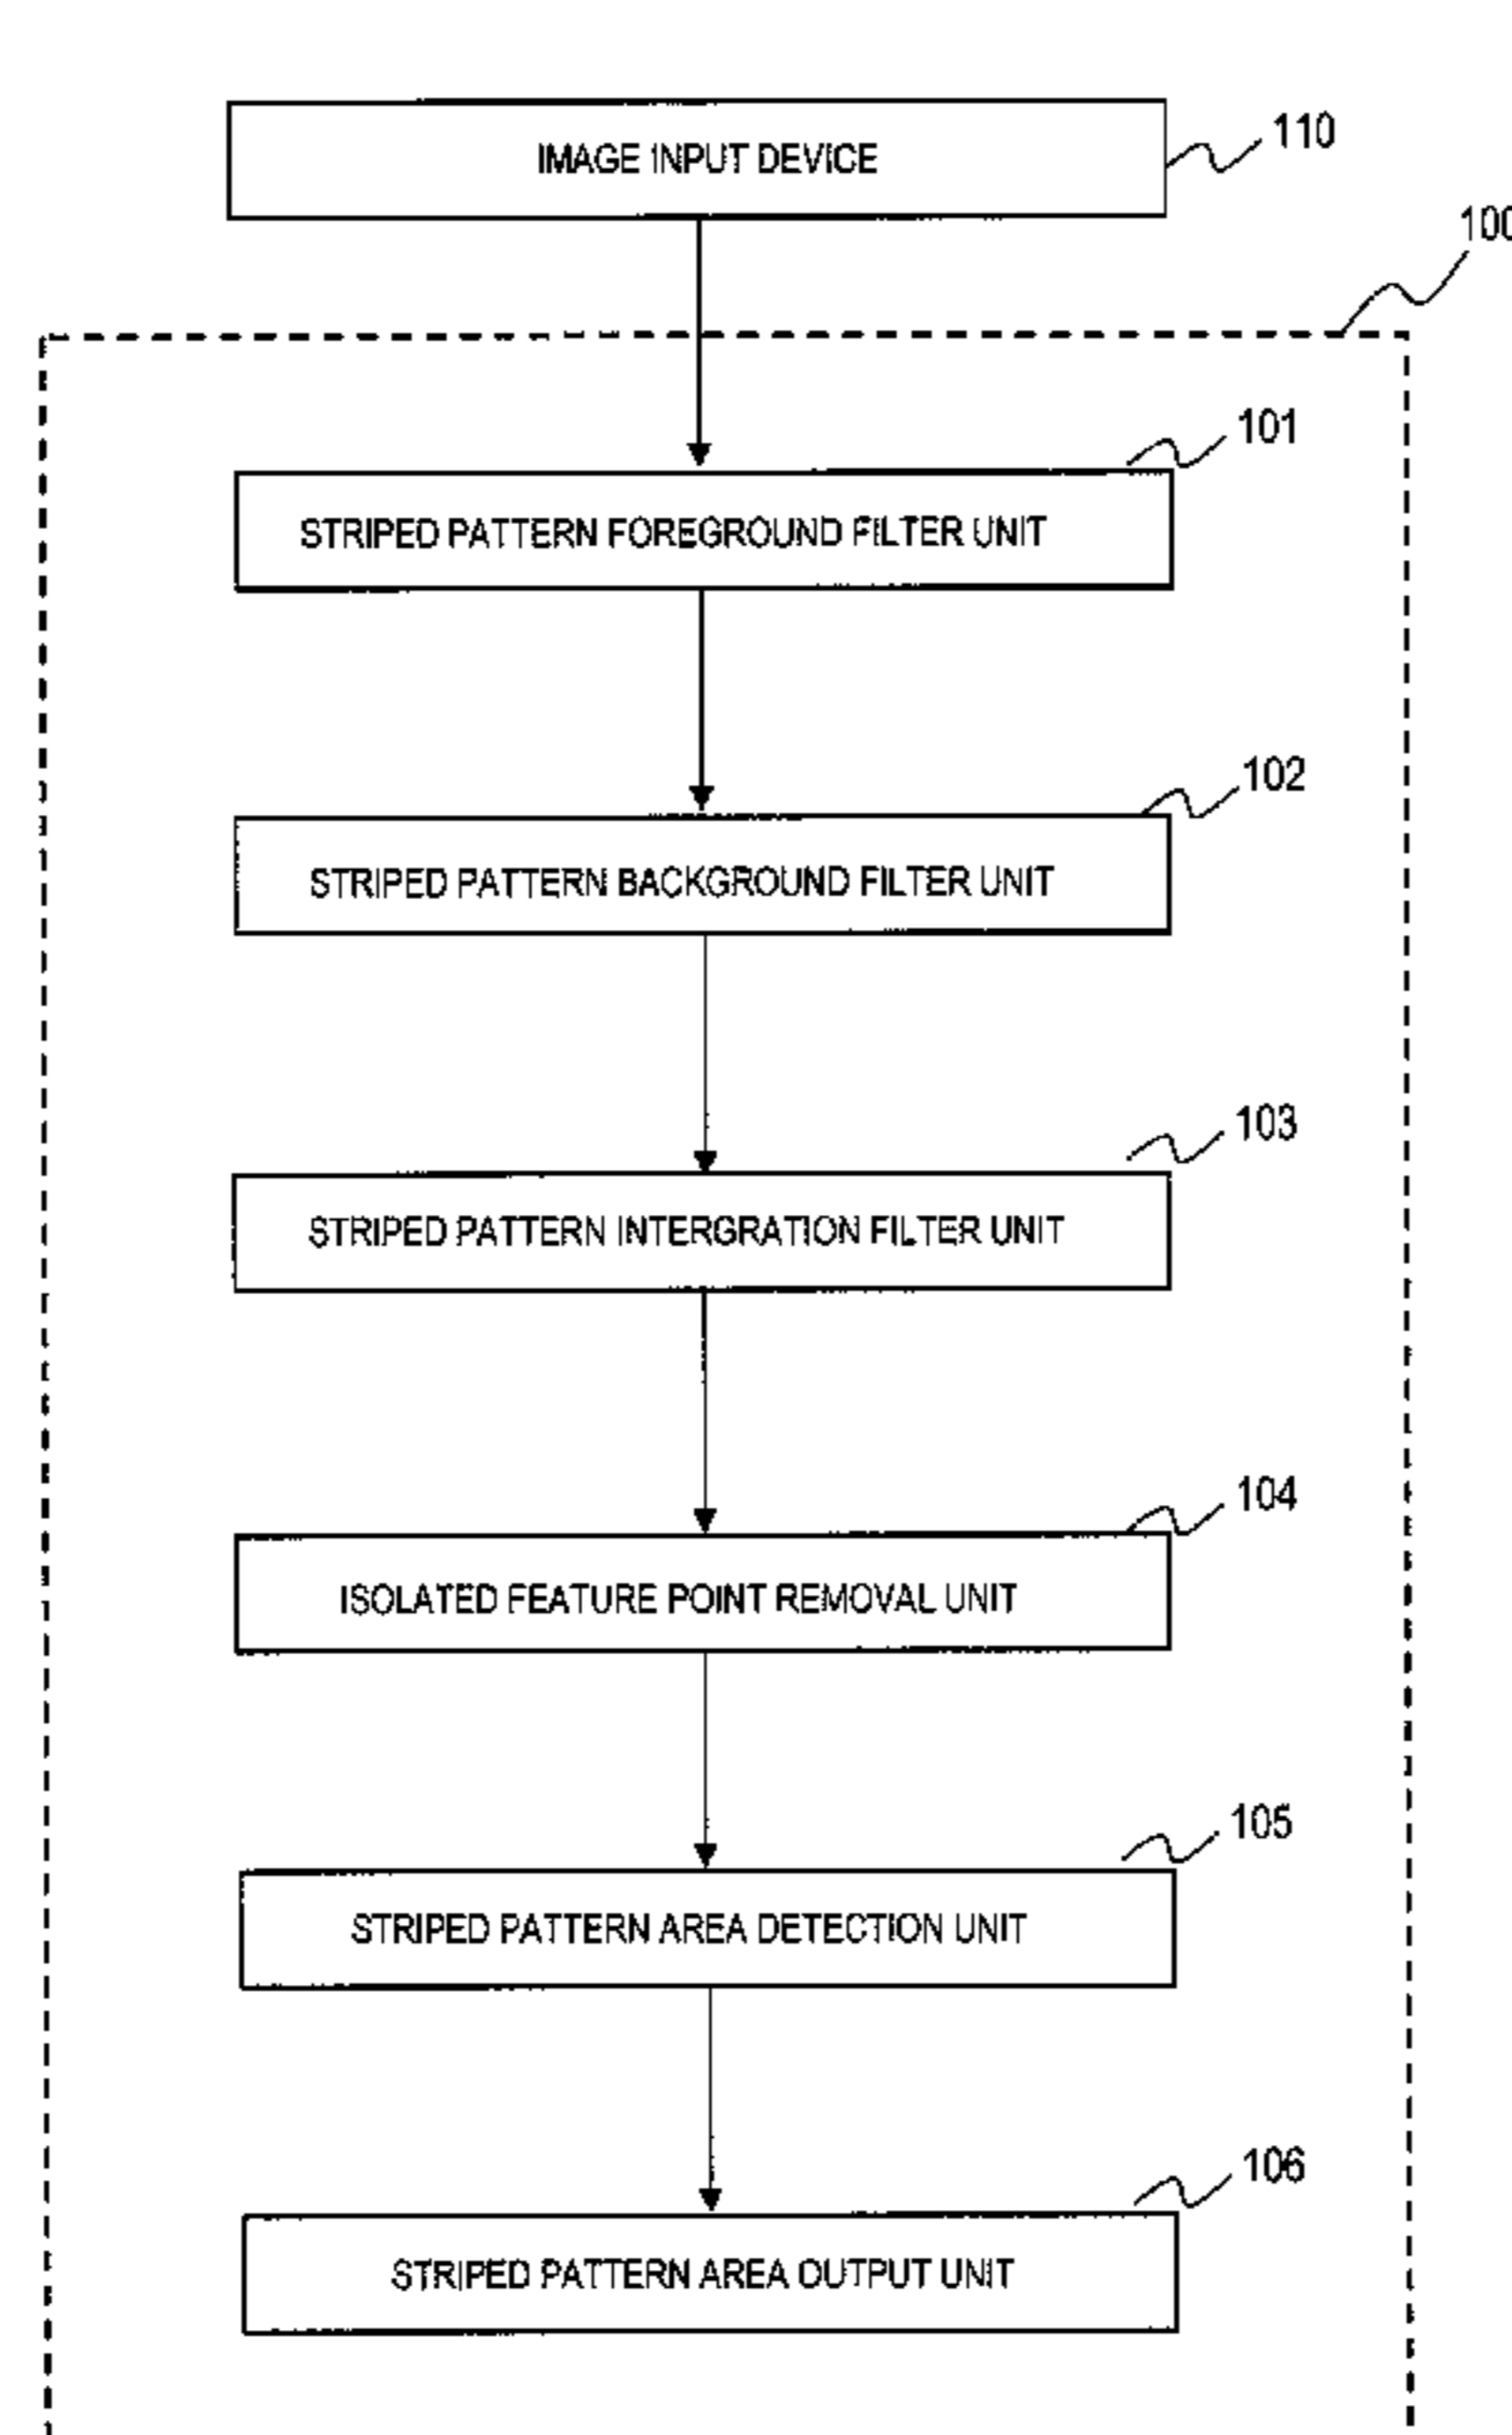 IMAGE INPUT DEVICE
110
100
101
STRIPED PATTERN FOREGROUND FILTER UNIT
102
STRIPED PATTERN BACKGROUND FILTER UNIT
103
STRIPED PATTERN INTERGRATION FILTER UNIT
104
ISOLATED FEATURE POINT REMOVAL UNIT
105
STRIPED PATTERN AREA DETECTION UNIT
106
STRIPED PATTERN AREA OUTPUT UNIT